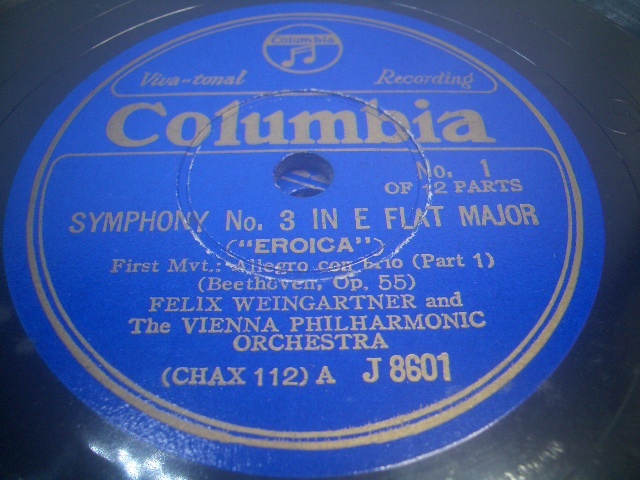 Columbia
Viva-tonal Recording
Columbia
No. 1
OF 12 PARTS
SYMPHONY No. 3 IN E FLAT MAJOR
("EROICA")
First Mvt.: Allegro con brio (Part 1)
(Beethoven, Op. 55)
FELIX WEINGARTNER and
The VIENNA PHILHARMONIC
ORCHESTRA
(CHAX 112) A J 8601